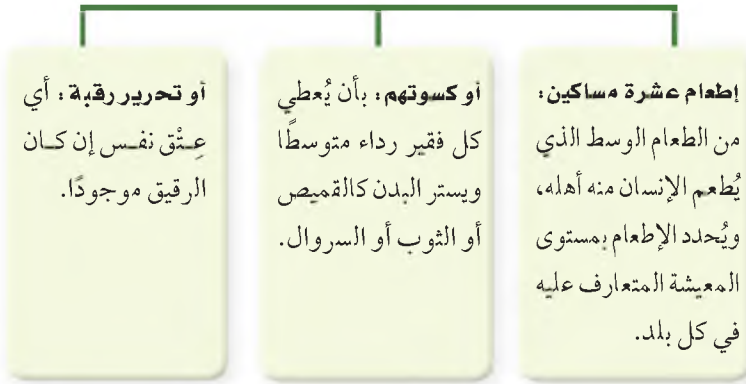 إطعام عشرة مساكين:
من الطعام الوسط الذي
يُطعم الإنسان منه أهله،
ويُحدد الإطعام بمستوى
المعيشة المتعارف عليه
في كل بلد.
أو كسوتهم: بأن يُعطي
كل فقير رداء متوسطًا
ويستر البدن كالقميص
أو الثوب أو السروال.
أو تحرير رقبة: أي
عِتْق نفس إن كان
الرقيق موجودًا.